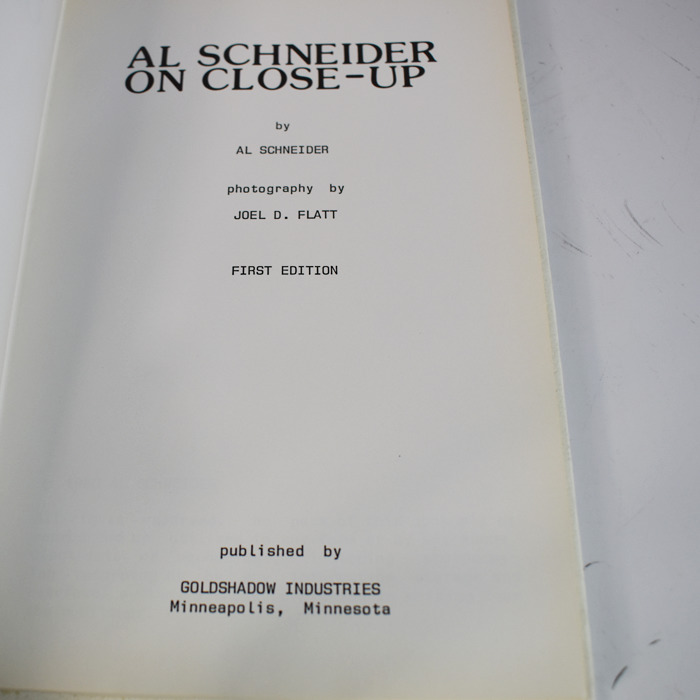 AL SCHNEIDER
ON CLOSE-UP
by
AL SCHNEIDER
photography by
JOEL D. FLATT
FIRST EDITION
published by
GOLDSHADOW INDUSTRIES
Minneapolis, Minnesota